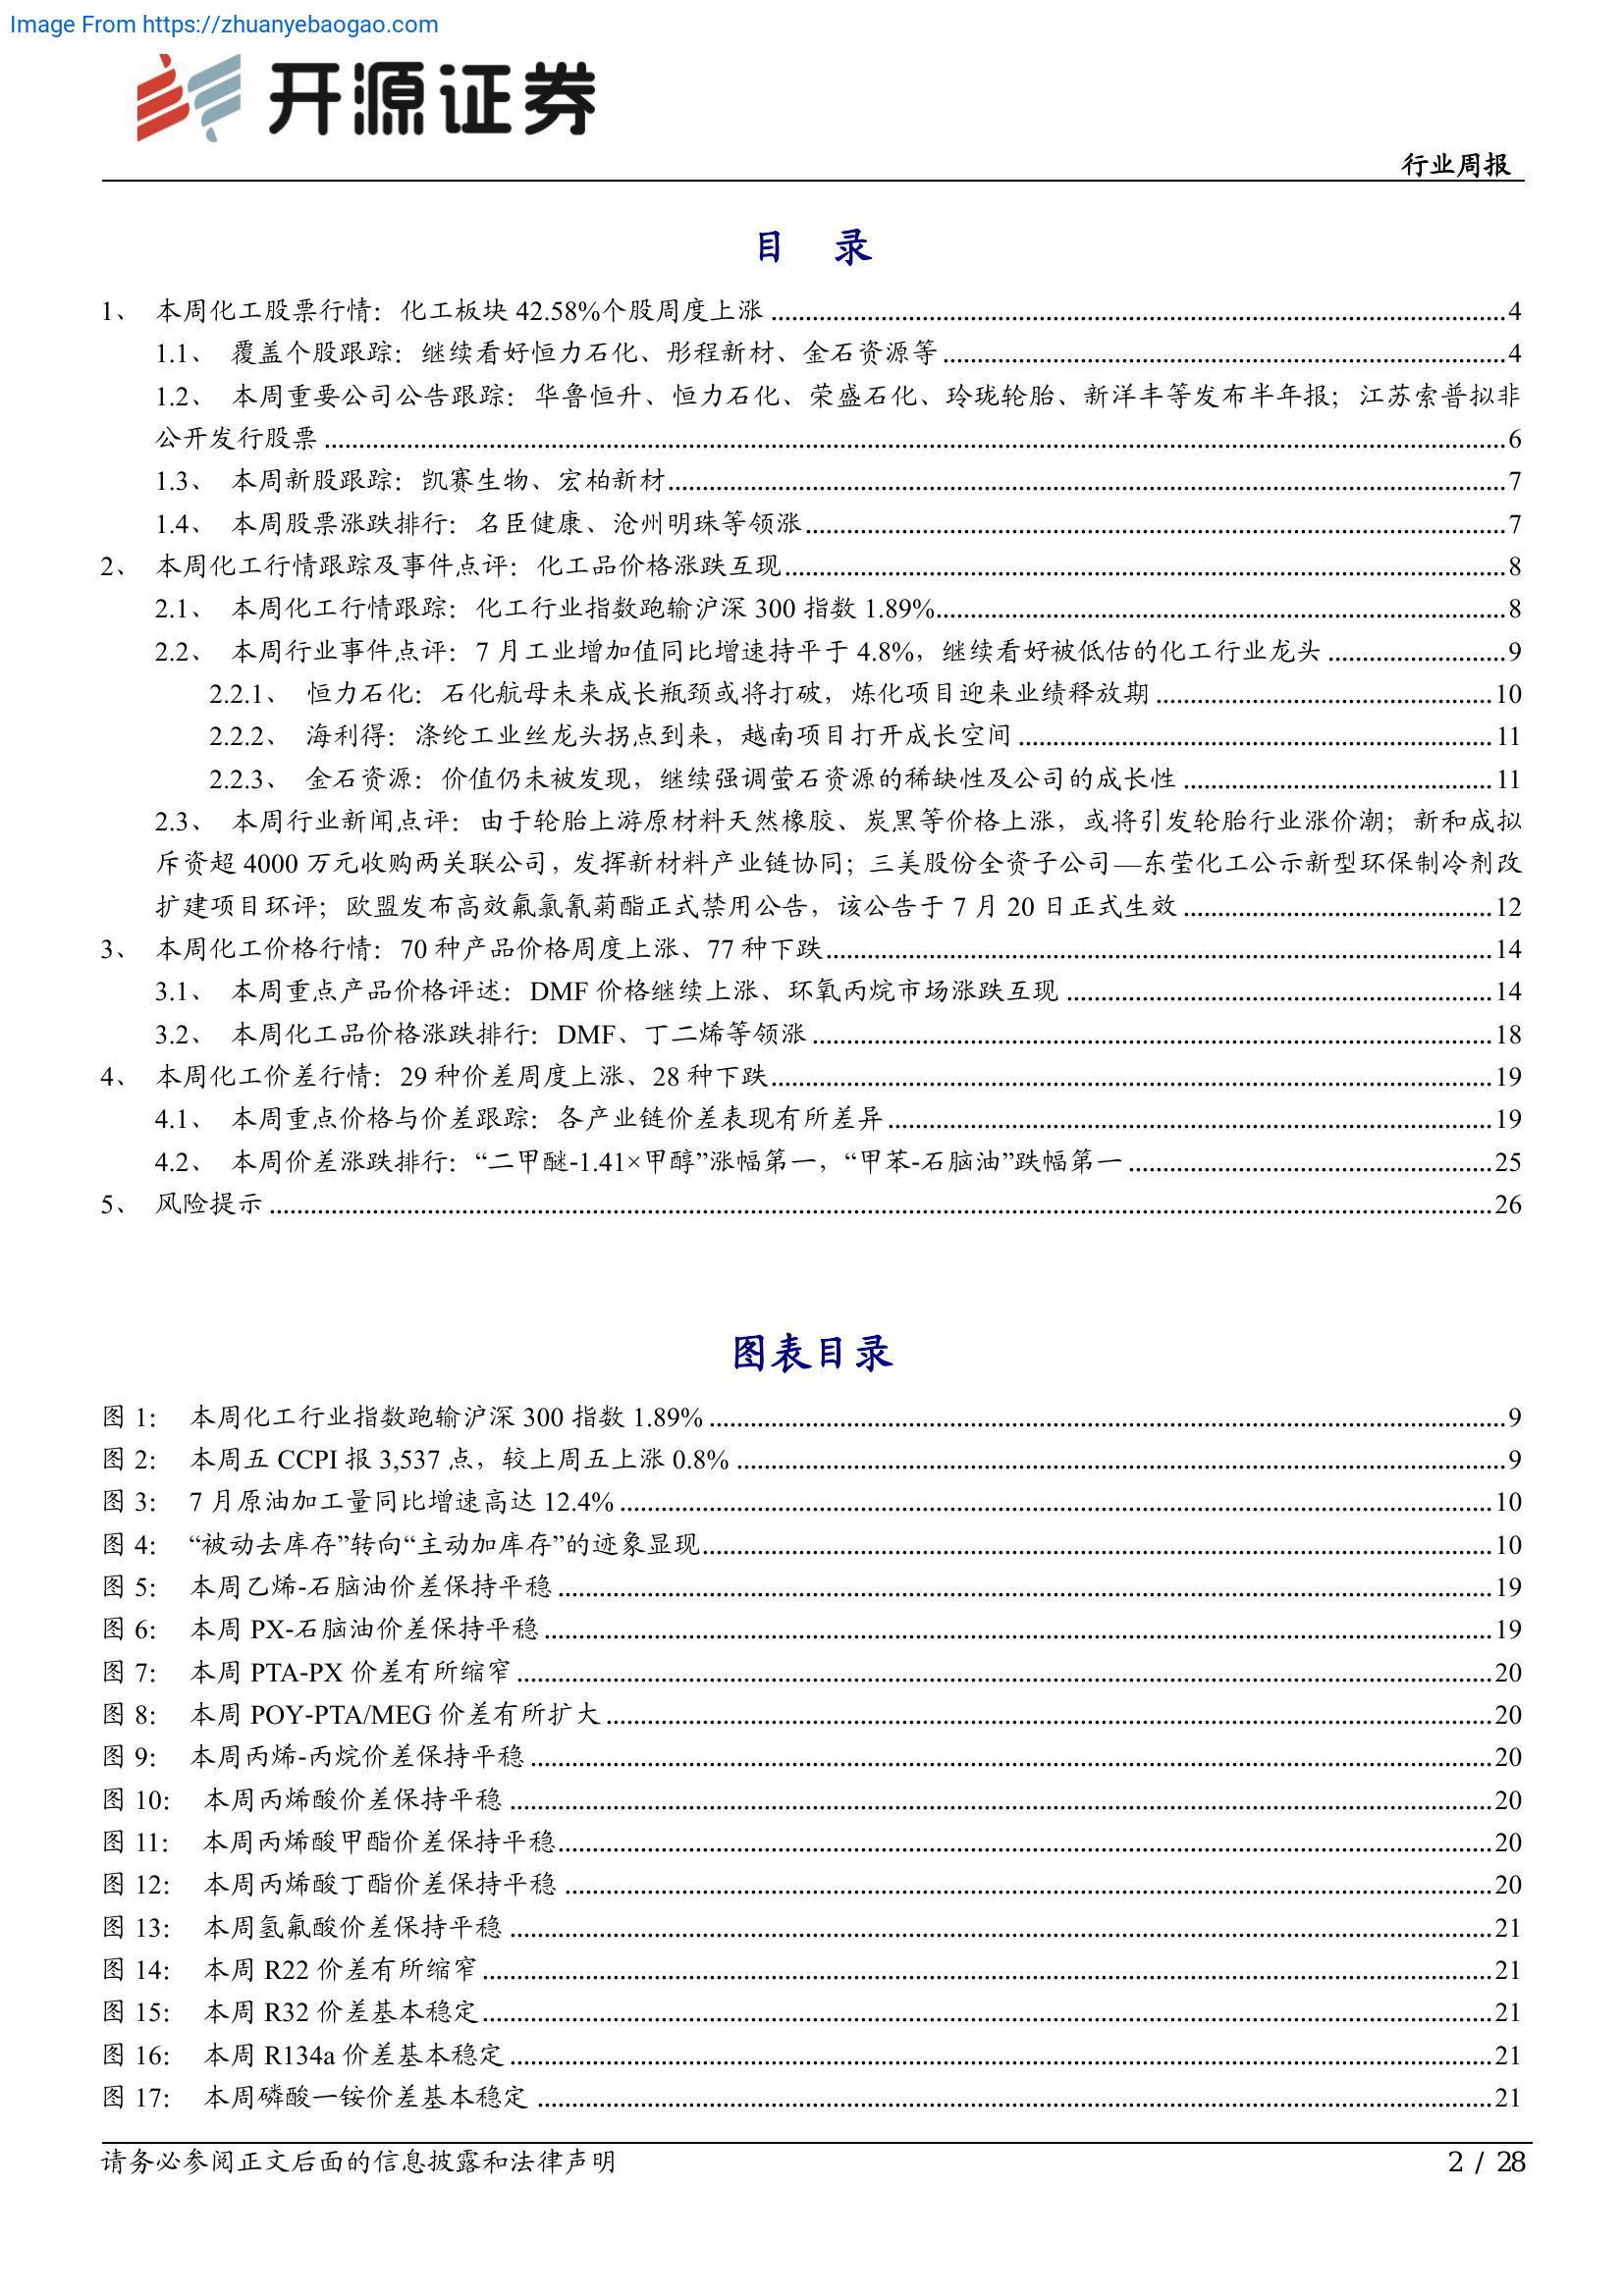 Image From https://zhuanyebaogao.com
开源证券
行业周报
目 录
1、 本周化工股票行情：化工板块 42.58%个股周度上涨 ........ 4
1.1、 覆盖个股跟踪：继续看好恒力石化、彤程新材、金石资源等 ........ 4
1.2、 本周重要公司公告跟踪：华鲁恒升、恒力石化、荣盛石化、玲珑轮胎、新洋丰等发布半年报；江苏索普拟非
公开发行股票 ........ 6
1.3、 本周新股跟踪：凯赛生物、宏柏新材 ........ 7
1.4、 本周股票涨跌排行：名臣健康、沧州明珠等领涨 ........ 7
2、 本周化工行情跟踪及事件点评：化工品价格涨跌互现 ........ 8
2.1、 本周化工行情跟踪：化工行业指数跑输沪深 300 指数 1.89% ........ 8
2.2、 本周行业事件点评：7 月工业增加值同比增速持平于 4.8%，继续看好被低估的化工行业龙头 ........ 9
2.2.1、 恒力石化：石化航母未来成长瓶颈或将打破，炼化项目迎来业绩释放期 ........ 10
2.2.2、 海利得：涤纶工业丝龙头拐点到来，越南项目打开成长空间 ........ 11
2.2.3、 金石资源：价值仍未被发现，继续强调萤石资源的稀缺性及公司的成长性 ........ 11
2.3、 本周行业新闻点评：由于轮胎上游原材料天然橡胶、炭黑等价格上涨，或将引发轮胎行业涨价潮；新和成拟
斥资超 4000 万元收购两关联公司，发挥新材料产业链协同；三美股份全资子公司—东莹化工公示新型环保制冷剂改
扩建项目环评；欧盟发布高效氟氯氰菊酯正式禁用公告，该公告于 7 月 20 日正式生效 ........ 12
3、 本周化工价格行情：70 种产品价格周度上涨、77 种下跌 ........ 14
3.1、 本周重点产品价格评述：DMF 价格继续上涨、环氧丙烷市场涨跌互现 ........ 14
3.2、 本周化工品价格涨跌排行：DMF、丁二烯等领涨 ........ 18
4、 本周化工价差行情：29 种价差周度上涨、28 种下跌 ........ 19
4.1、 本周重点价格与价差跟踪：各产业链价差表现有所差异 ........ 19
4.2、 本周价差涨跌排行：“二甲醚-1.41×甲醇”涨幅第一，“甲苯-石脑油”跌幅第一 ........ 25
5、 风险提示 ........ 26
图表目录
图 1： 本周化工行业指数跑输沪深 300 指数 1.89% ........ 9
图 2： 本周五 CCPI 报 3,537 点，较上周五上涨 0.8% ........ 9
图 3： 7 月原油加工量同比增速高达 12.4% ........ 10
图 4： “被动去库存”转向“主动加库存”的迹象显现 ........ 10
图 5： 本周乙烯-石脑油价差保持平稳 ........ 19
图 6： 本周 PX-石脑油价差保持平稳 ........ 19
图 7： 本周 PTA-PX 价差有所缩窄 ........ 20
图 8： 本周 POY-PTA/MEG 价差有所扩大 ........ 20
图 9： 本周丙烯-丙烷价差保持平稳 ........ 20
图 10： 本周丙烯酸价差保持平稳 ........ 20
图 11： 本周丙烯酸甲酯价差保持平稳 ........ 20
图 12： 本周丙烯酸丁酯价差保持平稳 ........ 20
图 13： 本周氢氟酸价差保持平稳 ........ 21
图 14： 本周 R22 价差有所缩窄 ........ 21
图 15： 本周 R32 价差基本稳定 ........ 21
图 16： 本周 R134a 价差基本稳定 ........ 21
图 17： 本周磷酸一铵价差基本稳定 ........ 21
请务必参阅正文后面的信息披露和法律声明
2 / 28